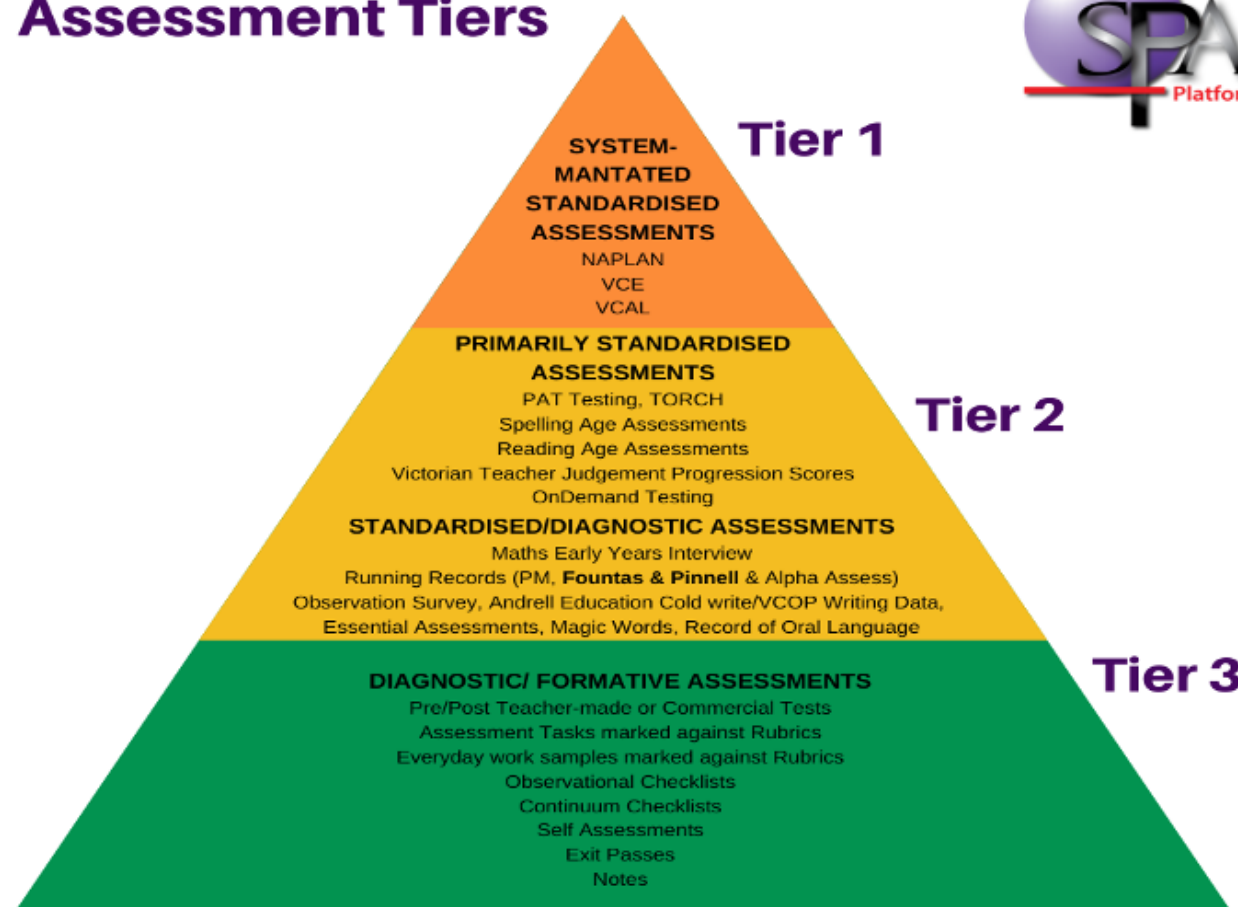 Assessment Tiers
SPA
Platfor
Tier 1
SYSTEM-
MANTATED
STANDARDISED
ASSESSMENTS
NAPLAN
VCE
VCAL
PRIMARILY STANDARDISED
ASSESSMENTS
PAT Testing, TORCH
Spelling Age Assessments
Reading Age Assessments
Victorian Teacher Judgement Progression Scores
OnDemand Testing
Tier 2
STANDARDISED/DIAGNOSTIC ASSESSMENTS
Maths Early Years Interview
Running Records (PM, Fountas & Pinnell & Alpha Assess)
Observation Survey, Andrell Education Cold write/VCOP Writing Data,
Essential Assessments, Magic Words, Record of Oral Language
Tier 3
DIAGNOSTIC/ FORMATIVE ASSESSMENTS
Pre/Post Teacher-made or Commercial Tests
Assessment Tasks marked against Rubrics
Everyday work samples marked against Rubrics
Observational Checklists
Continuum Checklists
Self Assessments
Exit Passes
Notes